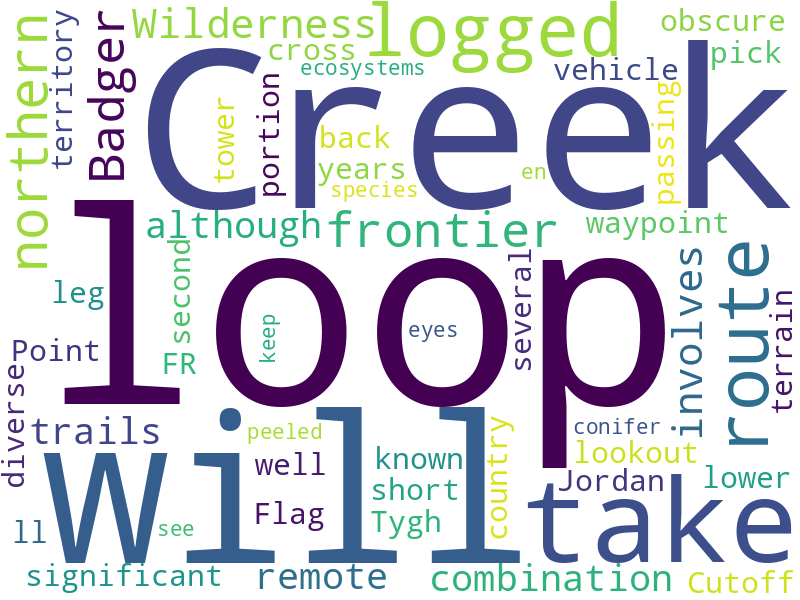 Wilderness
logged
obscure
cross
pick
ecosystems
vehicle
northern
territory
Badger
Creek
tower
portion
back
years
species
en
passing
although
frontier
waypoint
loop
leg
second
Point
FR
keep
eyes
several
involves
route
terrain
diverse
trails
Will
peeled
well
known
short
Flag
Tygh
country
conifer
lookout
Jordan
lower
take
ll
see
significant
remote
combination
Cutoff